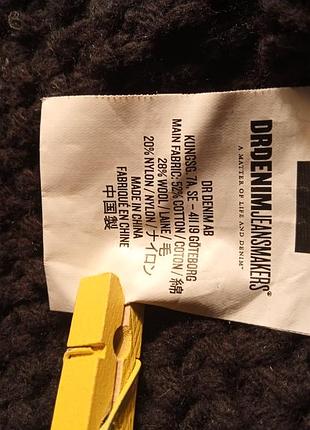 DRDENIMJEANSMAKERS®
A MATTER OF LIFE AND DENIM™
DR DENIM AB
KUNGSG. 7A, SE - 411 19 GÖTEBORG
MAIN FABRIC: 52% COTTON / COTON / 綿
28% WOOL / LAINE / 毛
20% NYLON / NYLON / ナイロン
MADE IN CHINA
FABRIQUÉ EN CHINE
中国製